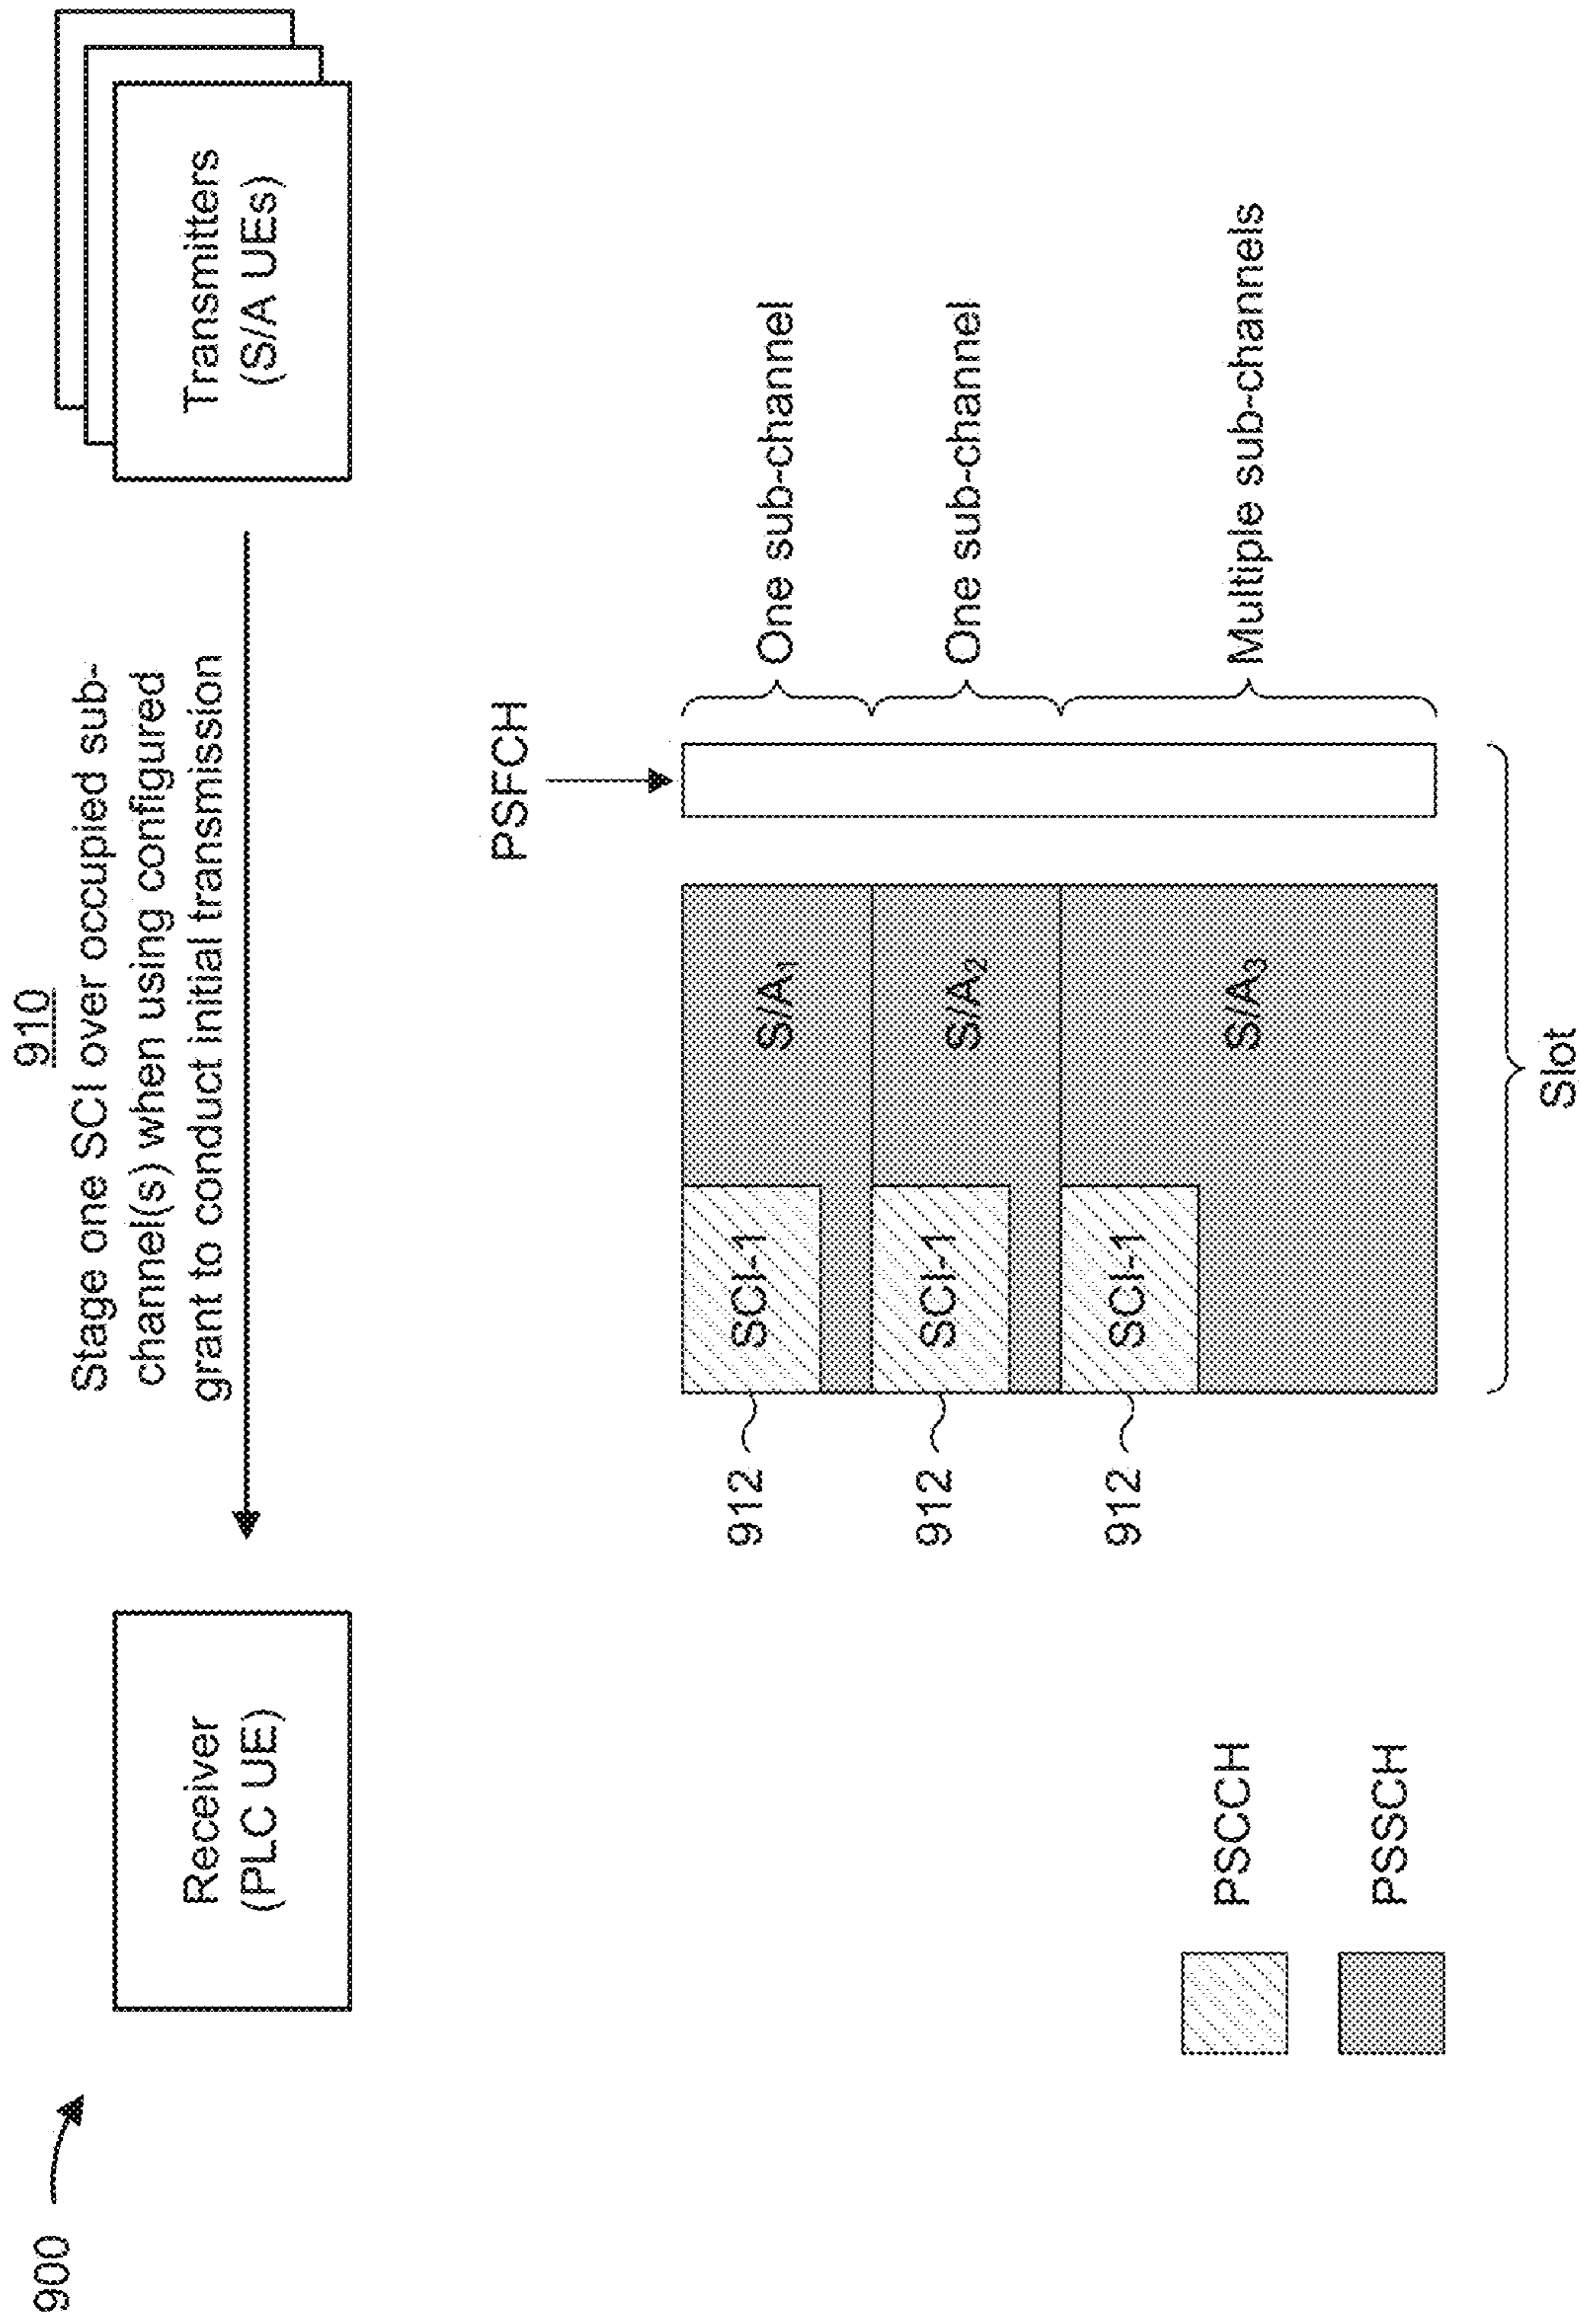 900
910
Receiver
(PLC UE)
Stage one SCI over occupied sub-
channel(s) when using configured
grant to conduct initial transmission
Transmitters
(S/A UEs)
PSFCH
912
SCI-1
S/A1
One sub-channel
912
SCI-1
S/A2
One sub-channel
912
SCI-1
S/A3
Multiple sub-channels
PSCCH
PSSCH
Slot